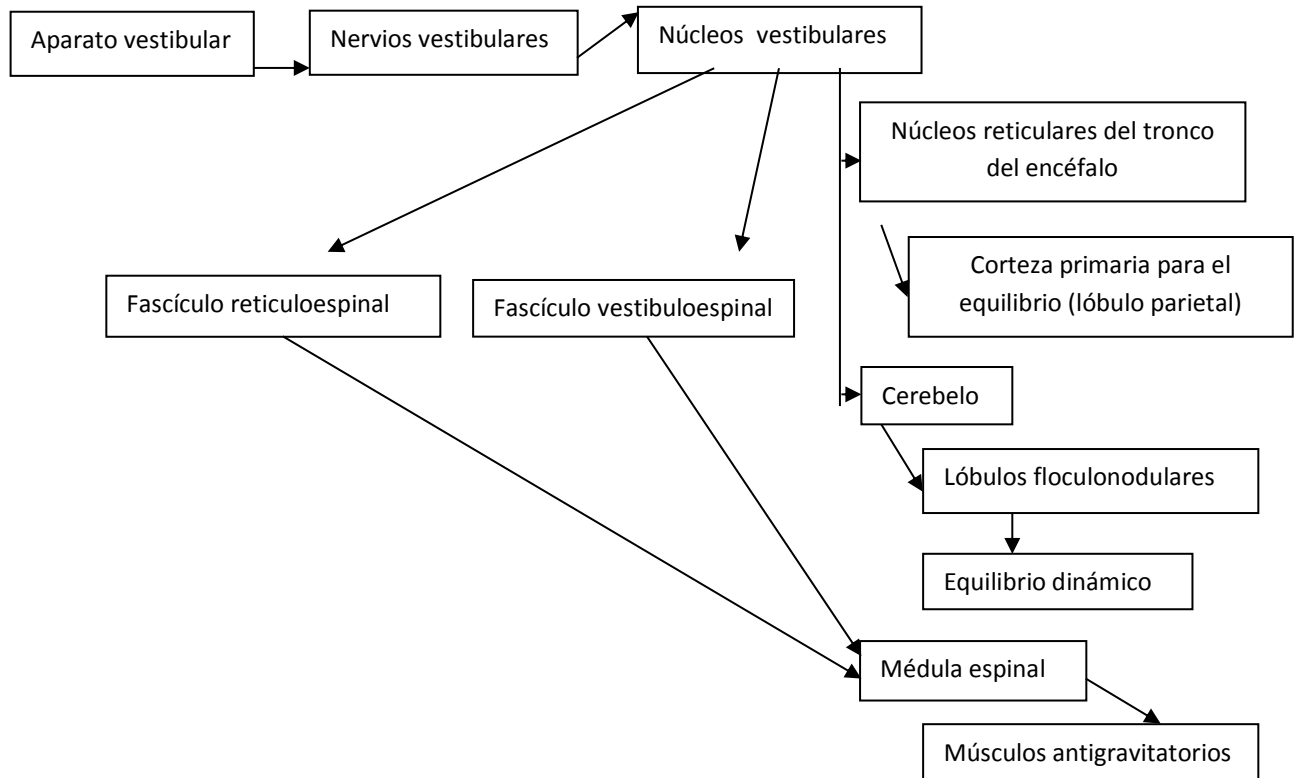 Aparato vestibular
Nervios vestibulares
Núcleos vestibulares
Núcleos reticulares del tronco
del encéfalo
Corteza primaria para el
equilibrio (lóbulo parietal)
Fascículo reticuloespinal
Fascículo vestibuloespinal
Cerebelo
Lóbulos floculonodulares
Equilibrio dinámico
Médula espinal
Músculos antigravitatorios